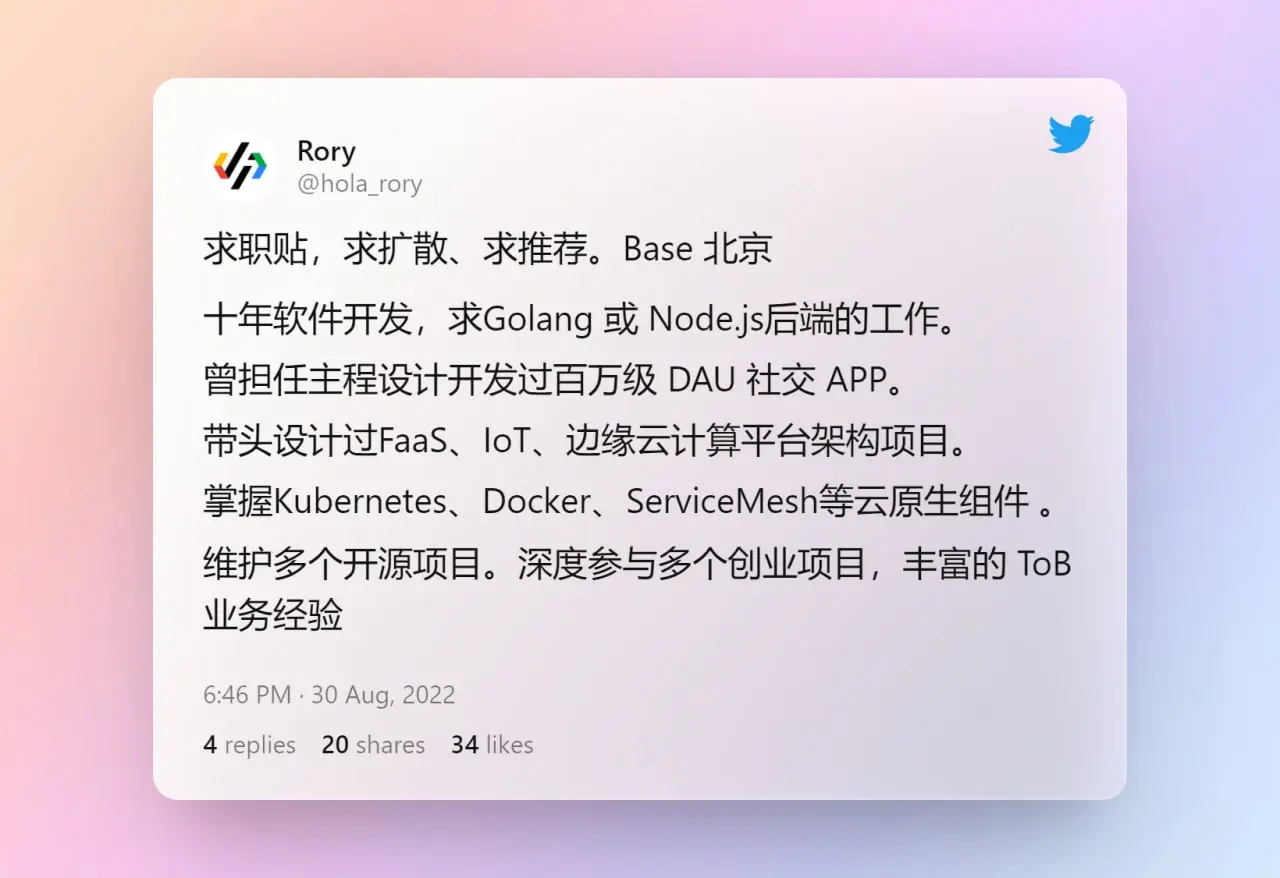 Rory
@hola_rory
求职贴，求扩散、求推荐。Base 北京
十年软件开发，求Golang 或 Node.js后端的工作。
曾担任主程设计开发过百万级 DAU 社交 APP。
带头设计过FaaS、IoT、边缘云计算平台架构项目。
掌握Kubernetes、Docker、ServiceMesh等云原生组件 。
维护多个开源项目。深度参与多个创业项目，丰富的 ToB
业务经验
6:46 PM · 30 Aug, 2022
4 replies 20 shares 34 likes